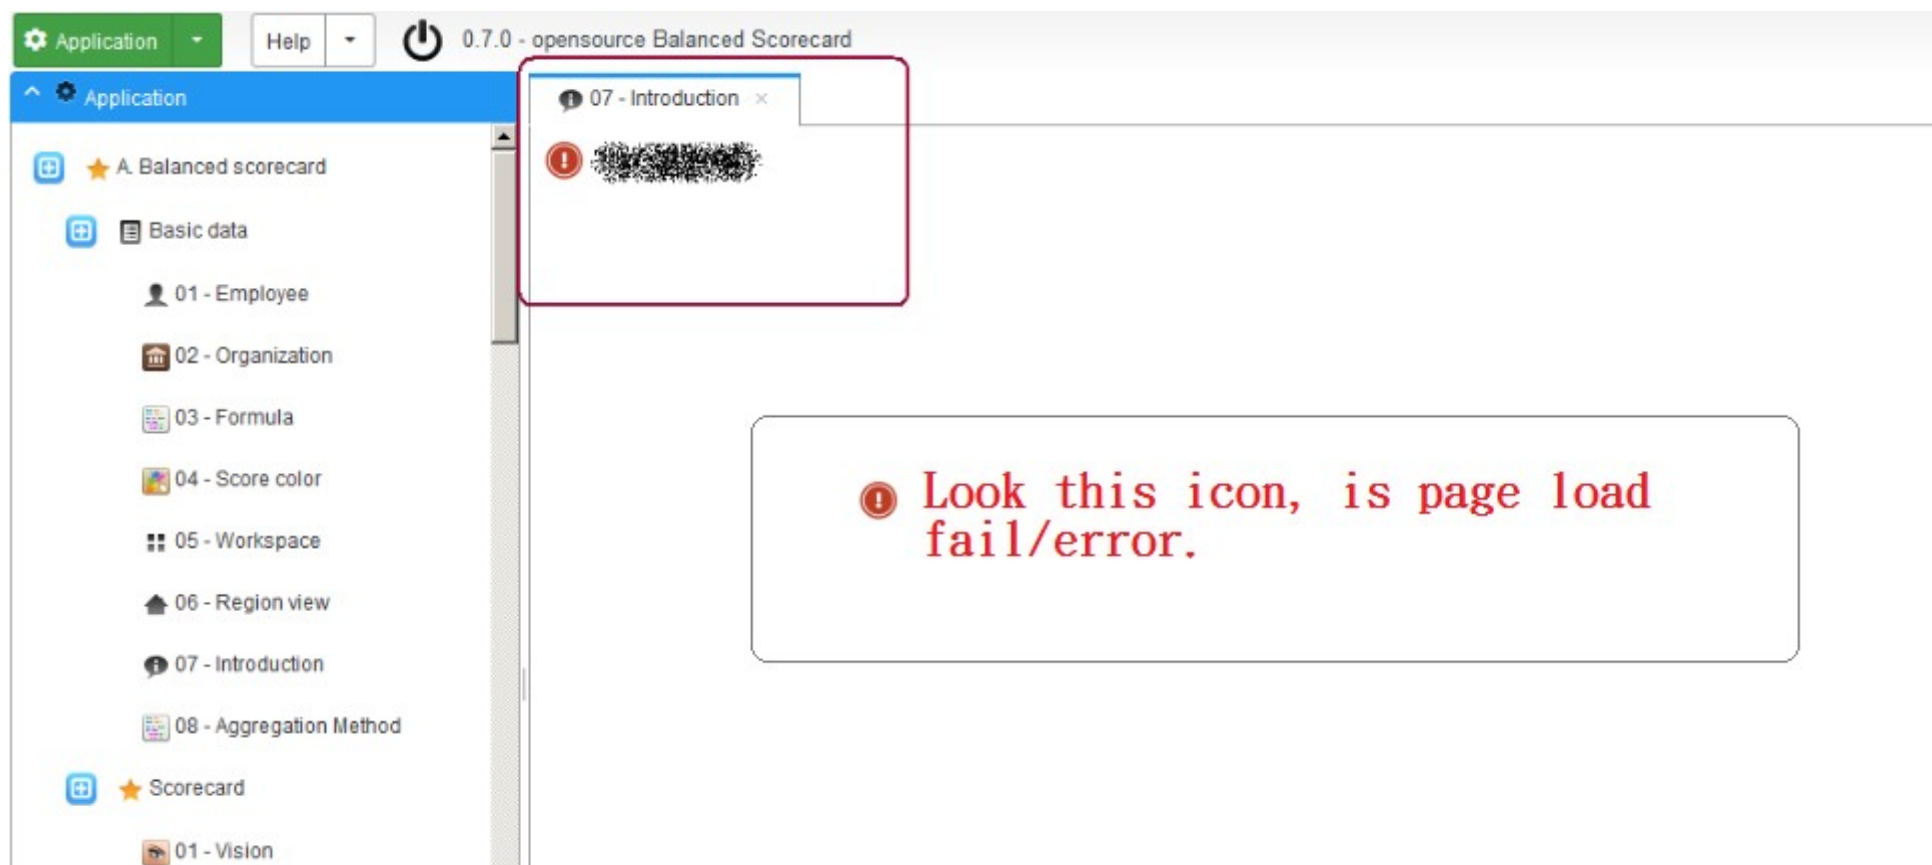 Application
Help
0.7.0 - opensource Balanced Scorecard
Application
07 - Introduction
A. Balanced scorecard
Basic data
01 - Employee
02 - Organization
03 - Formula
04 - Score color
05 - Workspace
06 - Region view
07 - Introduction
08 - Aggregation Method
Scorecard
01 - Vision
Look this icon, is page load
fail/error.